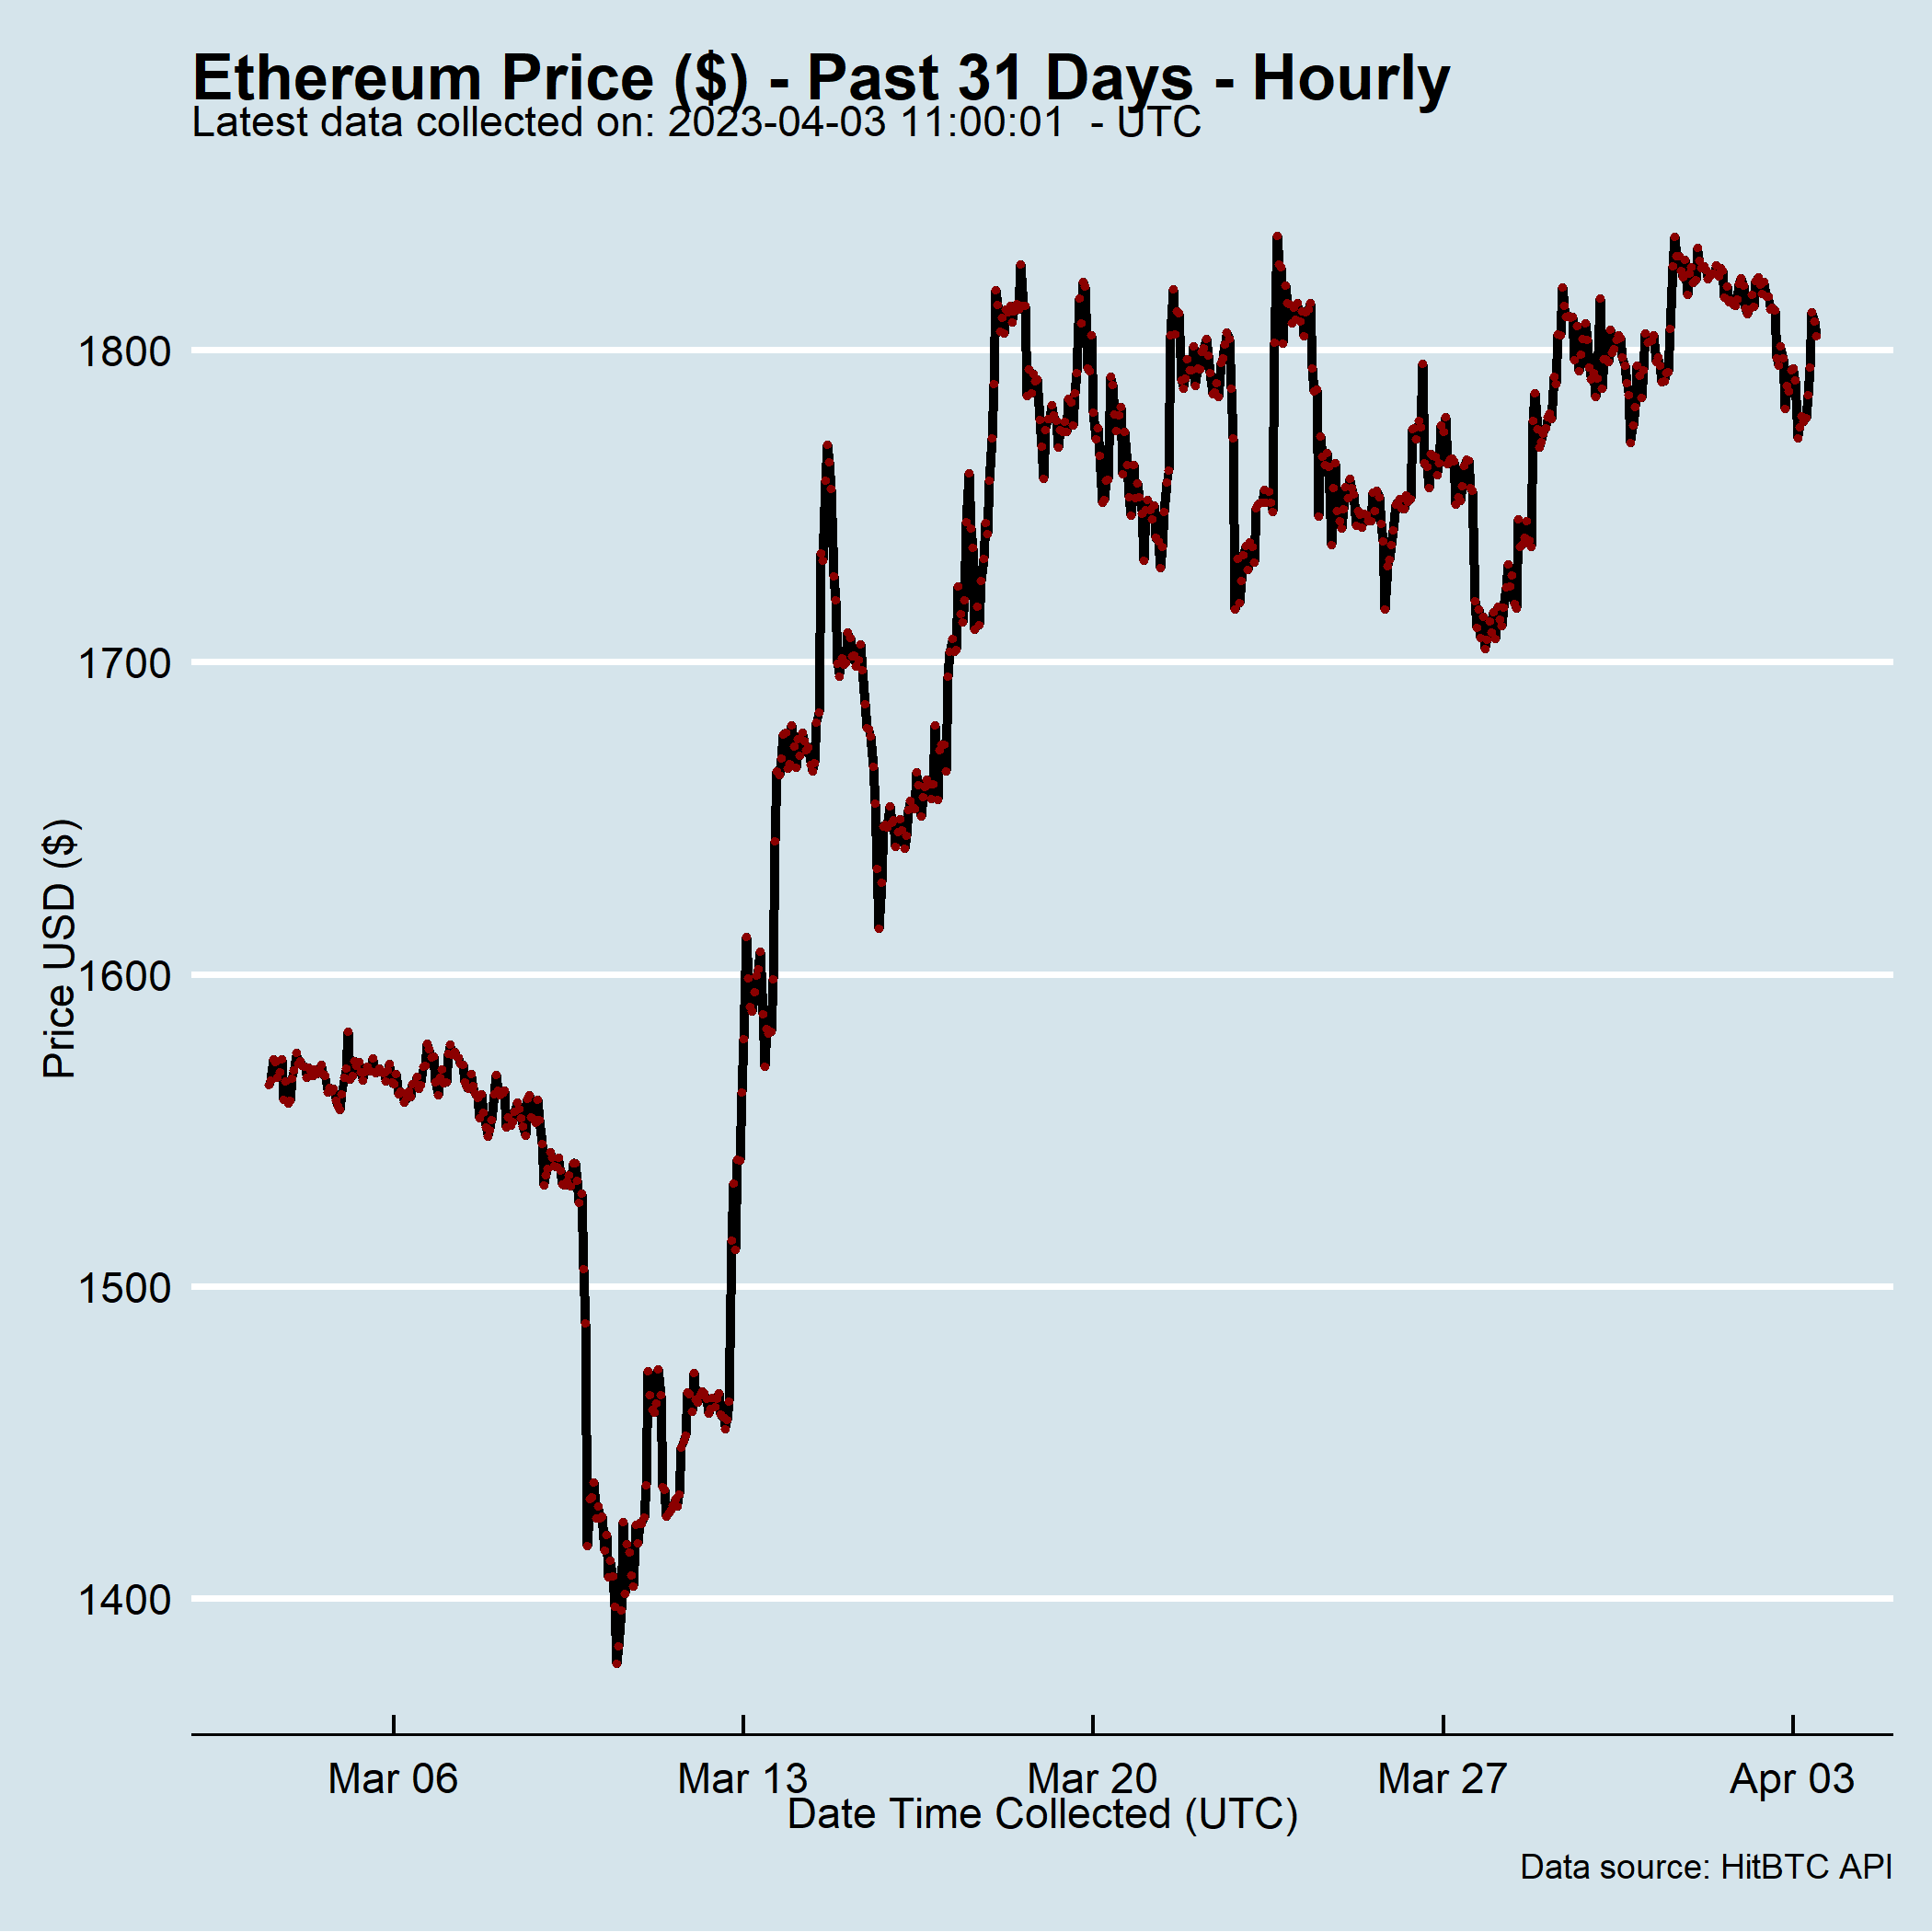 Ethereum Price ($) - Past 31 Days - Hourly
Latest data collected on: 2023-04-03 11:00:01  - UTC
Price USD ($)
1800
1700
1600
1500
1400
Mar 06
Mar 13
Mar 20
Mar 27
Apr 03
Date Time Collected (UTC)
Data source: HitBTC API